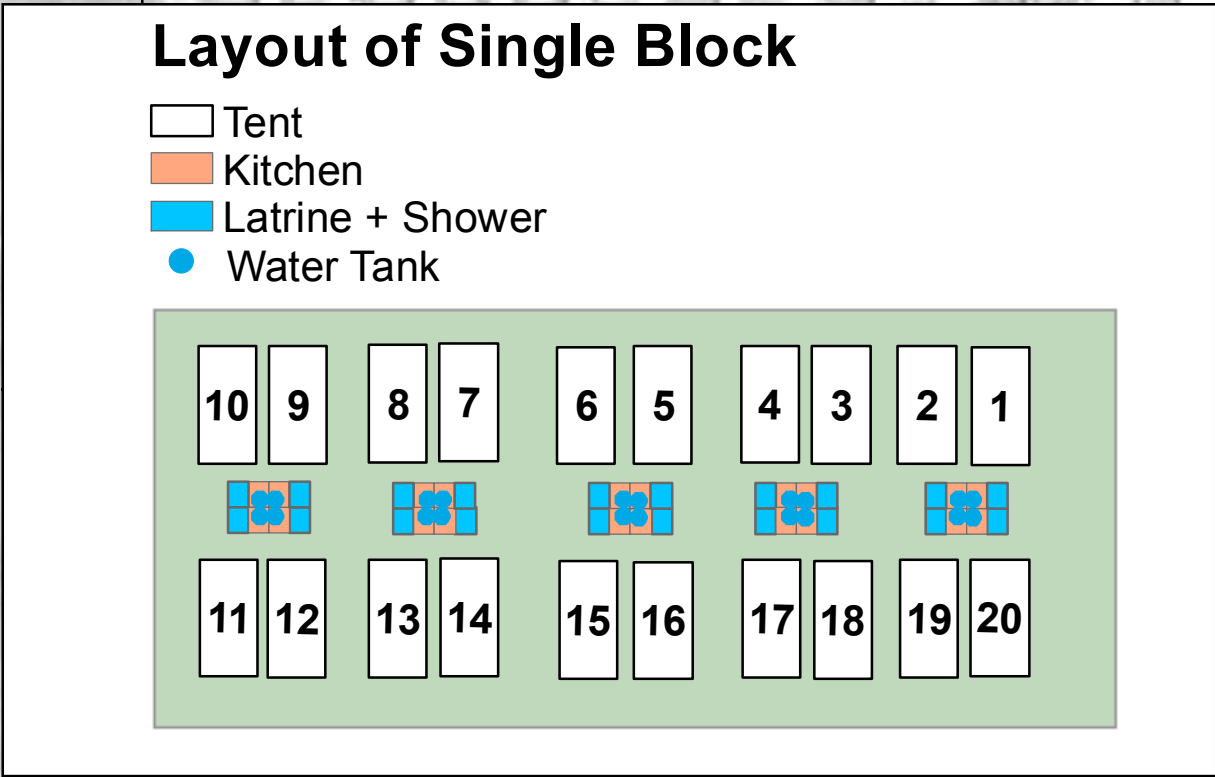 Layout of Single Block
Tent
Kitchen
Latrine + Shower
Water Tank
10 9 8 7 6 5 4 3 2 1
11 12 13 14 15 16 17 18 19 20